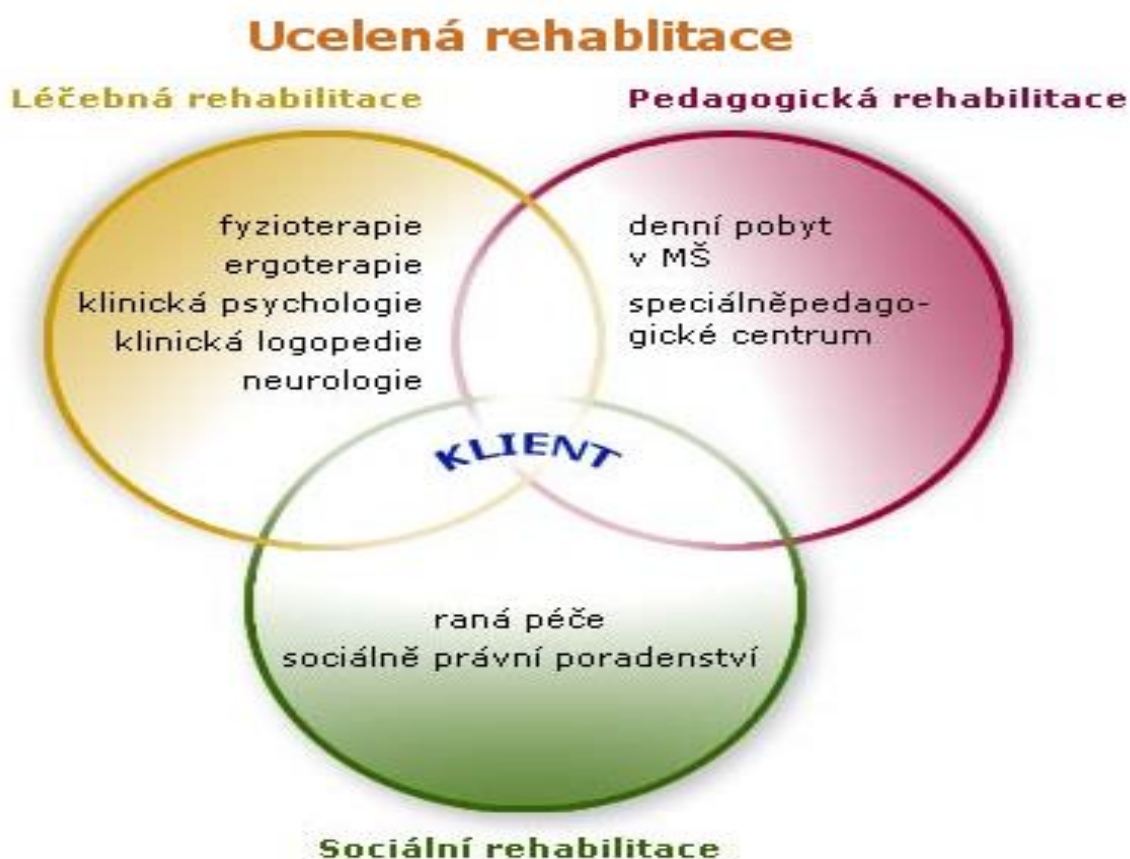 Ucelená rehablitace
Léčebná rehabilitace
Pedagogická rehabilitace
fyzioterapie
ergoterapie
klinická psychologie
klinická logopedie
neurologie
denní pobyt
v MŠ
speciálněpedago-
gické centrum
KLIENT
raná péče
sociálně právní poradenství
Sociální rehabilitace